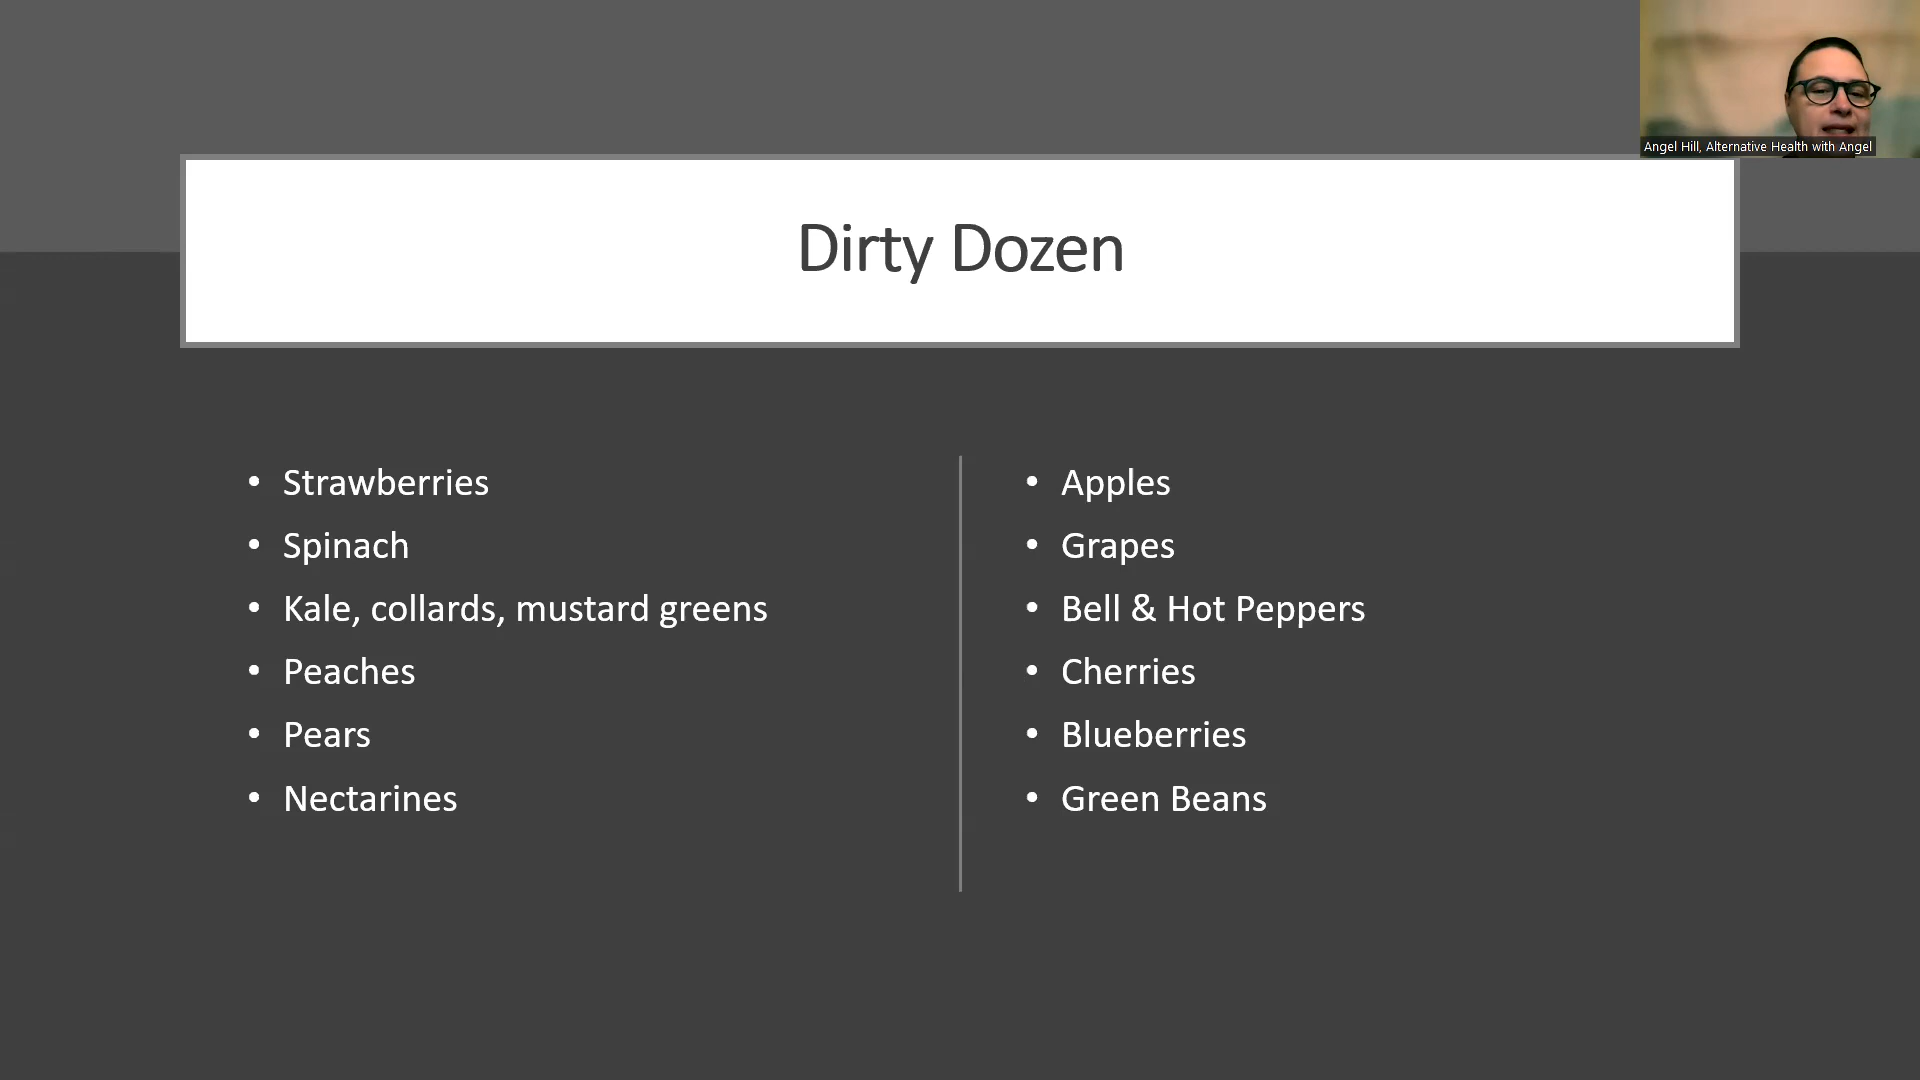 Angel Hill, Alternative Health with Angel
Dirty Dozen
• Strawberries
• Spinach
• Kale, collards, mustard greens
• Peaches
• Pears
• Nectarines
• Apples
• Grapes
• Bell & Hot Peppers
• Cherries
• Blueberries
• Green Beans